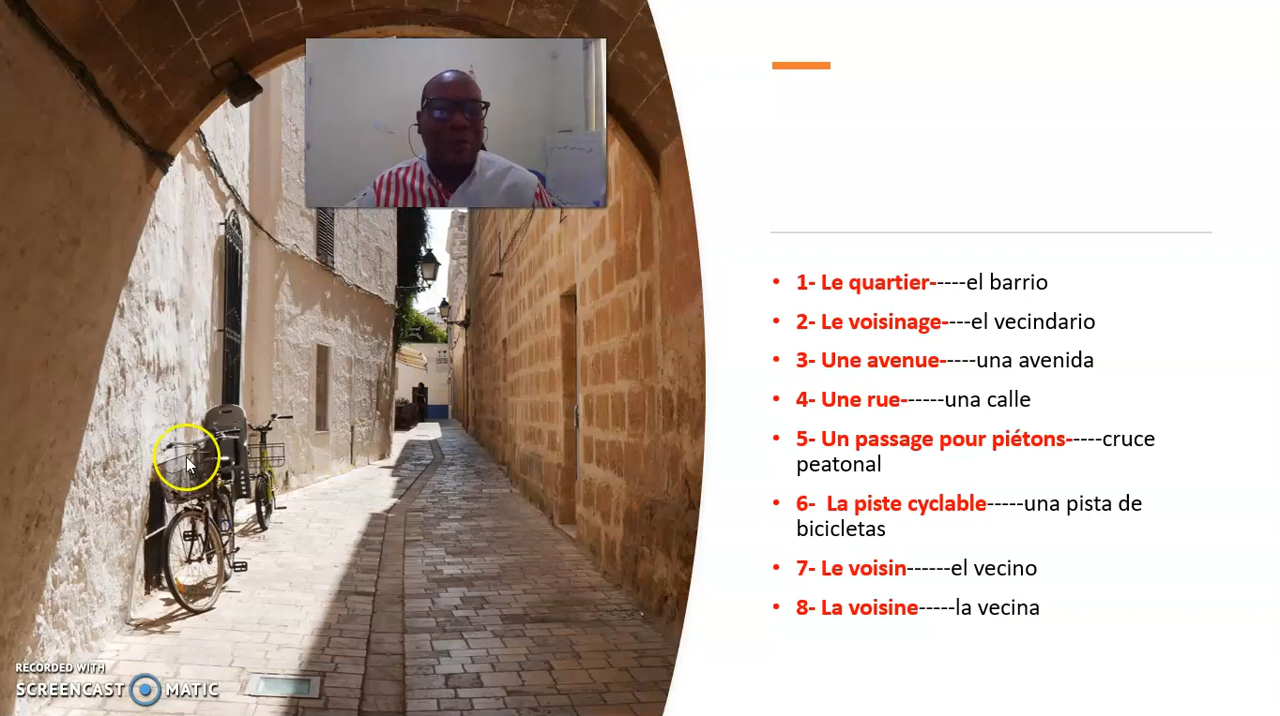 1- Le quartier-----el barrio
2- Le voisinage----el vecindario
3- Une avenue-----una avenida
4- Une rue------una calle
5- Un passage pour piétons-----cruce
peatonal
6- La piste cyclable-----una pista de
bicicletas
7- Le voisin------el vecino
8- La voisine-----la vecina
RECORDED WITH
SCREENCAST MATIC